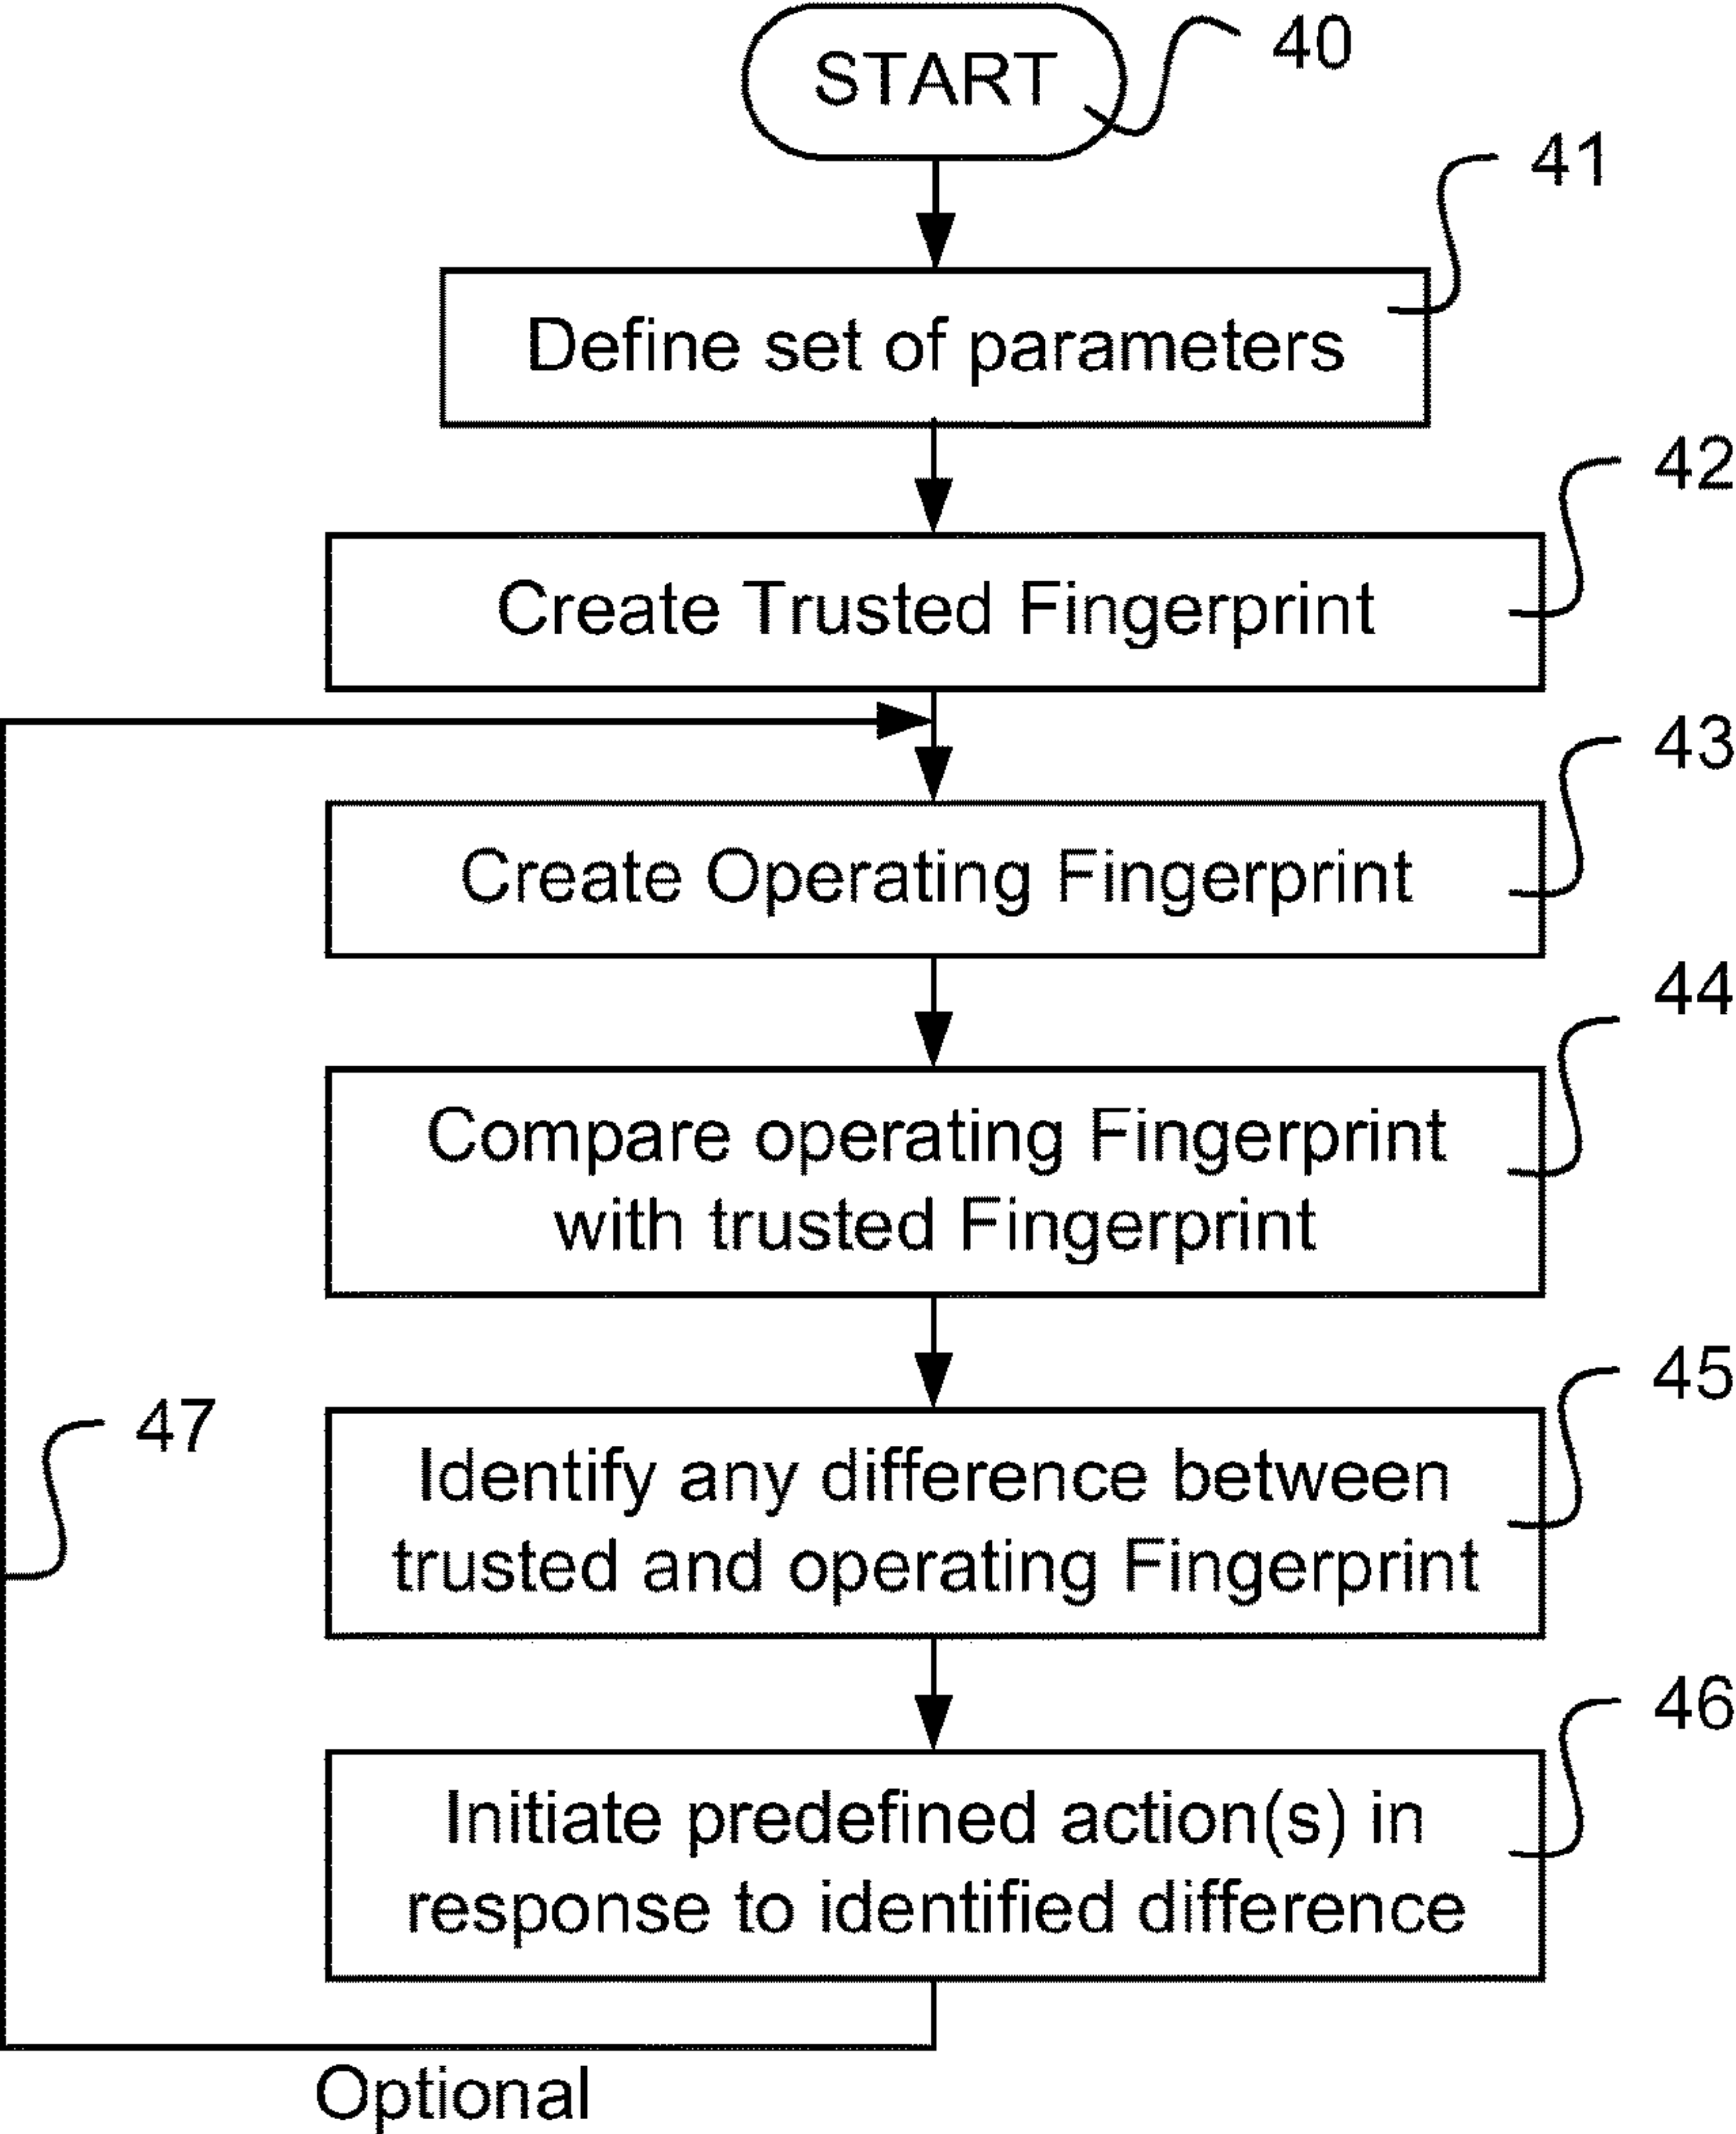 START
40
41
Define set of parameters
42
Create Trusted Fingerprint
43
Create Operating Fingerprint
44
Compare operating Fingerprint
with trusted Fingerprint
45
47
Identify any difference between
trusted and operating Fingerprint
46
Initiate predefined action(s) in
response to identified difference
Optional